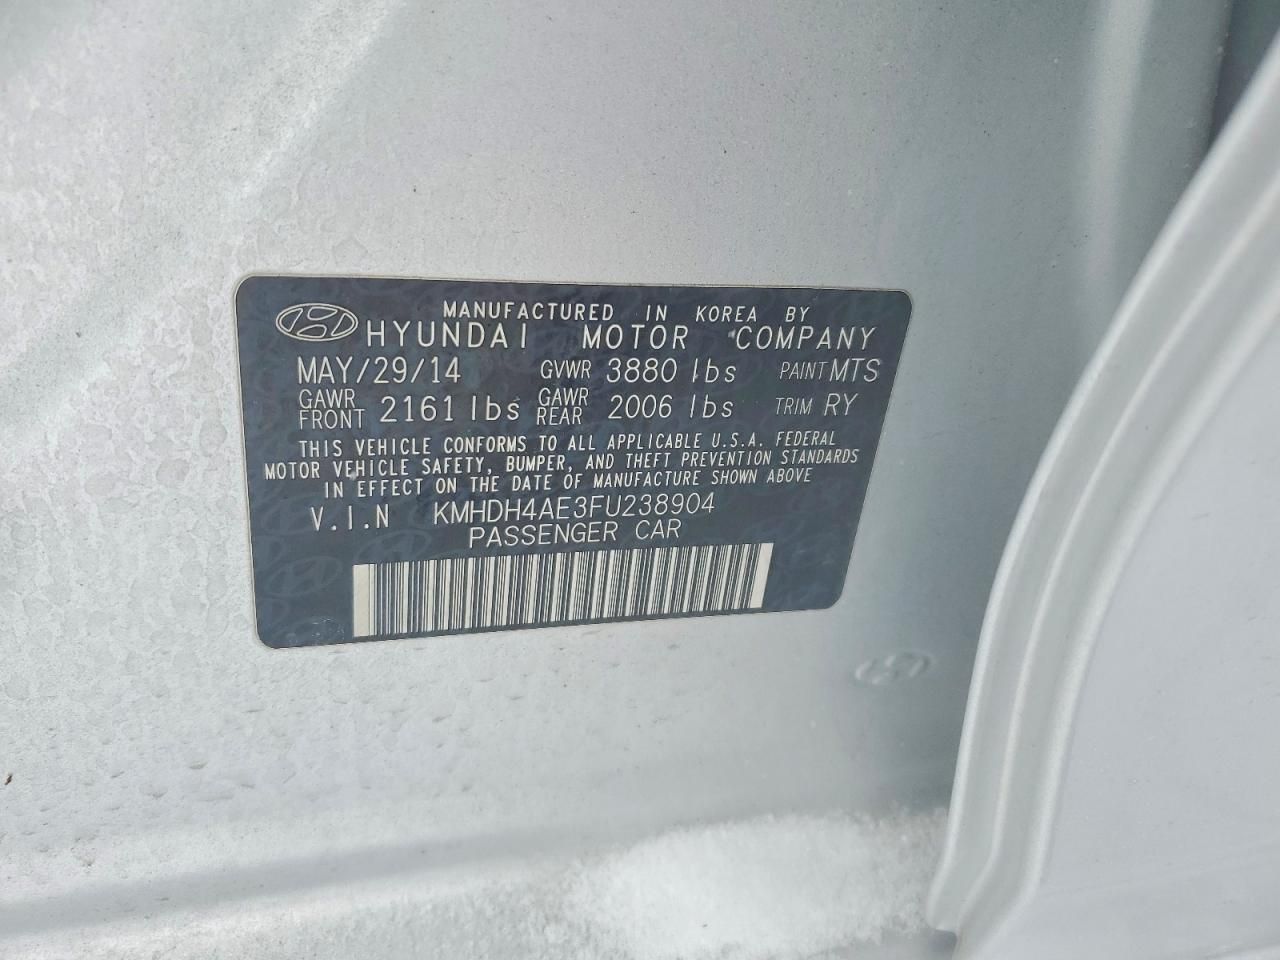 MANUFACTURED IN KOREA BY
HYUNDAI MOTOR COMPANY
MAY/29/14 GVWR 3880 lbs PAINT MTS
GAWR FRONT 2161 lbs GAWR REAR 2006 lbs TRIM RY
THIS VEHICLE CONFORMS TO ALL APPLICABLE U.S.A. FEDERAL
MOTOR VEHICLE SAFETY, BUMPER, AND THEFT PREVENTION STANDARDS
IN EFFECT ON THE DATE OF MANUFACTURE SHOWN ABOVE
V.I.N KMHDH4AE3FU238904
PASSENGER CAR